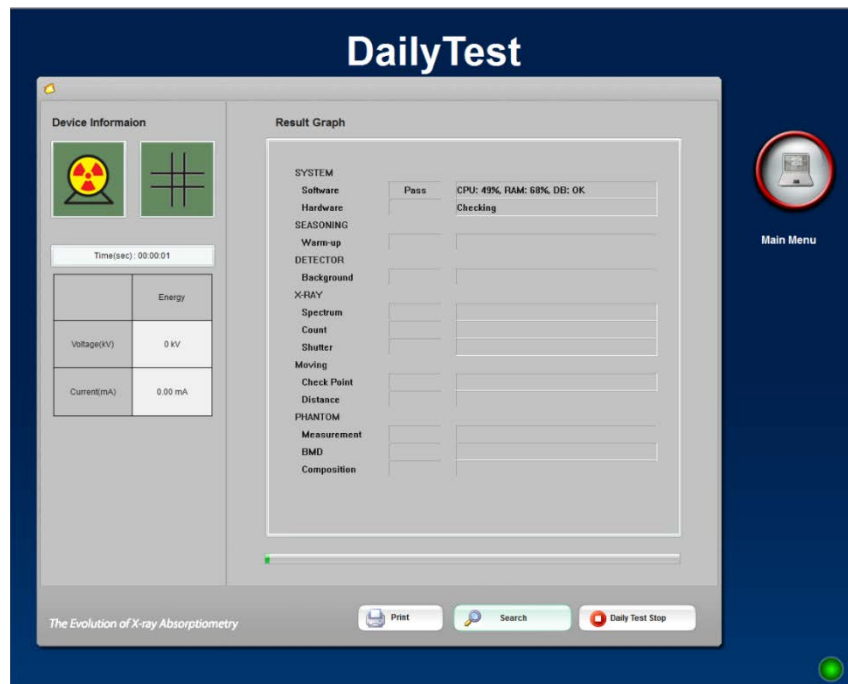 DailyTest
Device Informaion
Time(sec) : 00:00:01
Energy
Voltage(kV) 0 kV
Current(mA) 0.00 mA
Result Graph
SYSTEM
Software Pass CPU: 49%, RAM: 68%, DB: OK
Hardware Checking
SEASONING
Warm-up
DETECTOR
Background
X-RAY
Spectrum
Count
Shutter
Moving
Check Point
Distance
PHANTOM
Measurement
BMD
Composition
Main Menu
The Evolution of X-ray Absorptiometry
Print Search Daily Test Stop